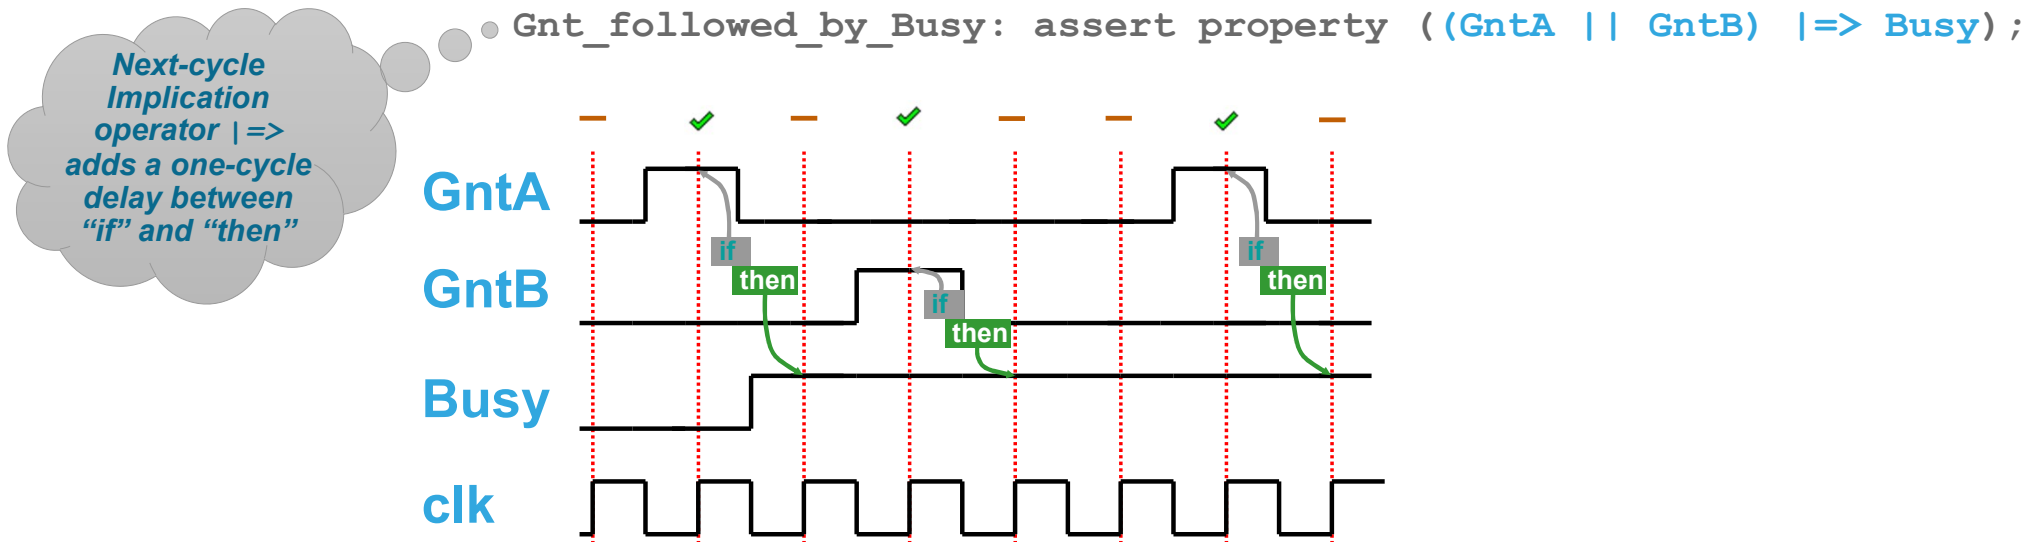 Gnt_followed_by_Busy: assert property ((GntA || GntB) |=> Busy);
Next-cycle
Implication
operator |=>
adds a one-cycle
delay between
“if” and “then”
GntA
if
then
if
then
GntB
if
then
Busy
clk